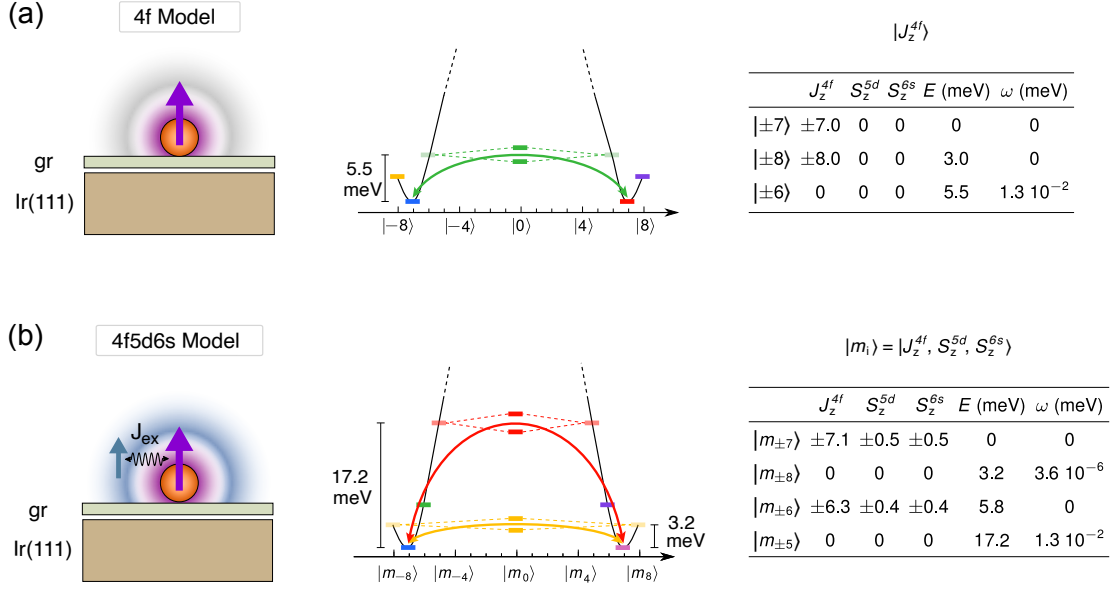 (a)
4f Model
gr
Ir(111)
5.5
meV
|−8⟩ |−4⟩ |0⟩ |4⟩ |8⟩
|J_z^{4f}⟩
J_z^{4f} S_z^{5d} S_z^{6s} E (meV) ω (meV)
|±7⟩ ±7.0 0 0 0 0
|±8⟩ ±8.0 0 0 3.0 0
|±6⟩ 0 0 0 5.5 1.3 10^{−2}
(b)
4f5d6s Model
J_{ex}
gr
Ir(111)
17.2
meV
3.2
meV
|m_{−8}⟩ |m_{−4}⟩ |m_0⟩ |m_4⟩ |m_8⟩
|m_i⟩ = |J_z^{4f}, S_z^{5d}, S_z^{6s}⟩
J_z^{4f} S_z^{5d} S_z^{6s} E (meV) ω (meV)
|m_{±7}⟩ ±7.1 ±0.5 ±0.5 0 0
|m_{±8}⟩ 0 0 0 3.2 3.6 10^{−6}
|m_{±6}⟩ ±6.3 ±0.4 ±0.4 5.8 0
|m_{±5}⟩ 0 0 0 17.2 1.3 10^{−2}